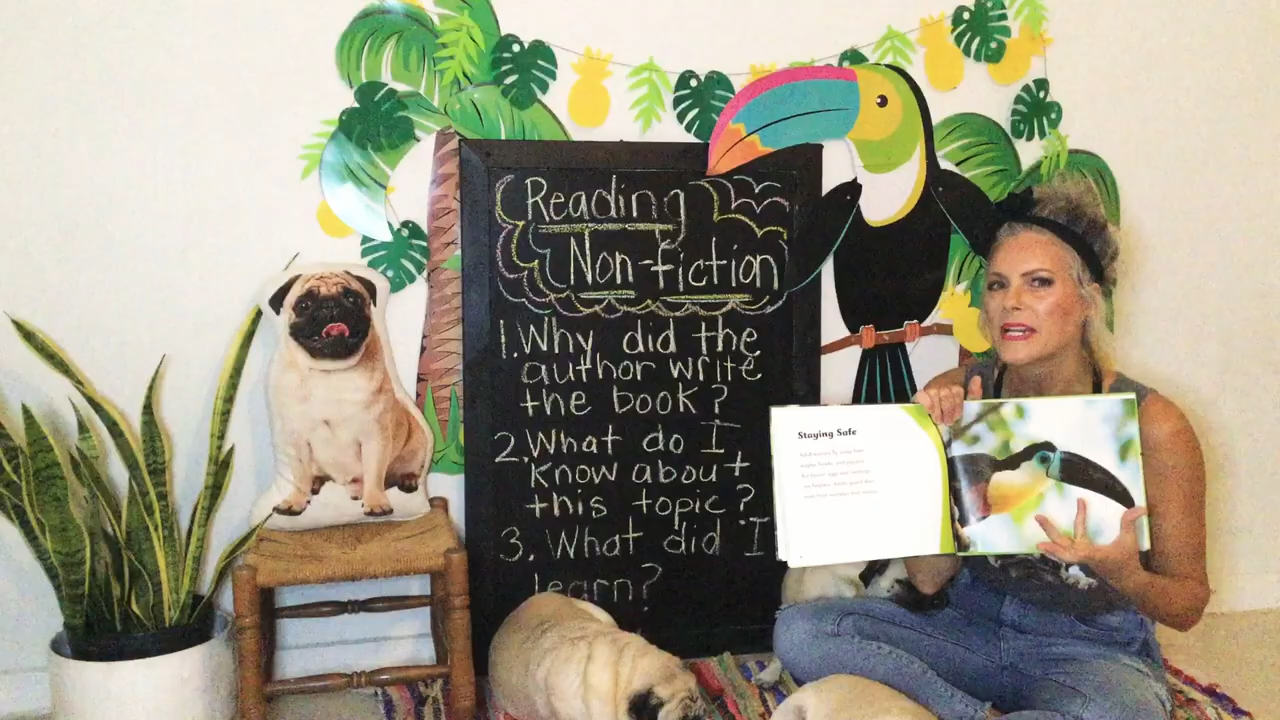 Reading
Non-fiction
1. Why did the
author write
the book?
2. What do I
know about
this topic?
3. What did I
learn?
Staying Safe